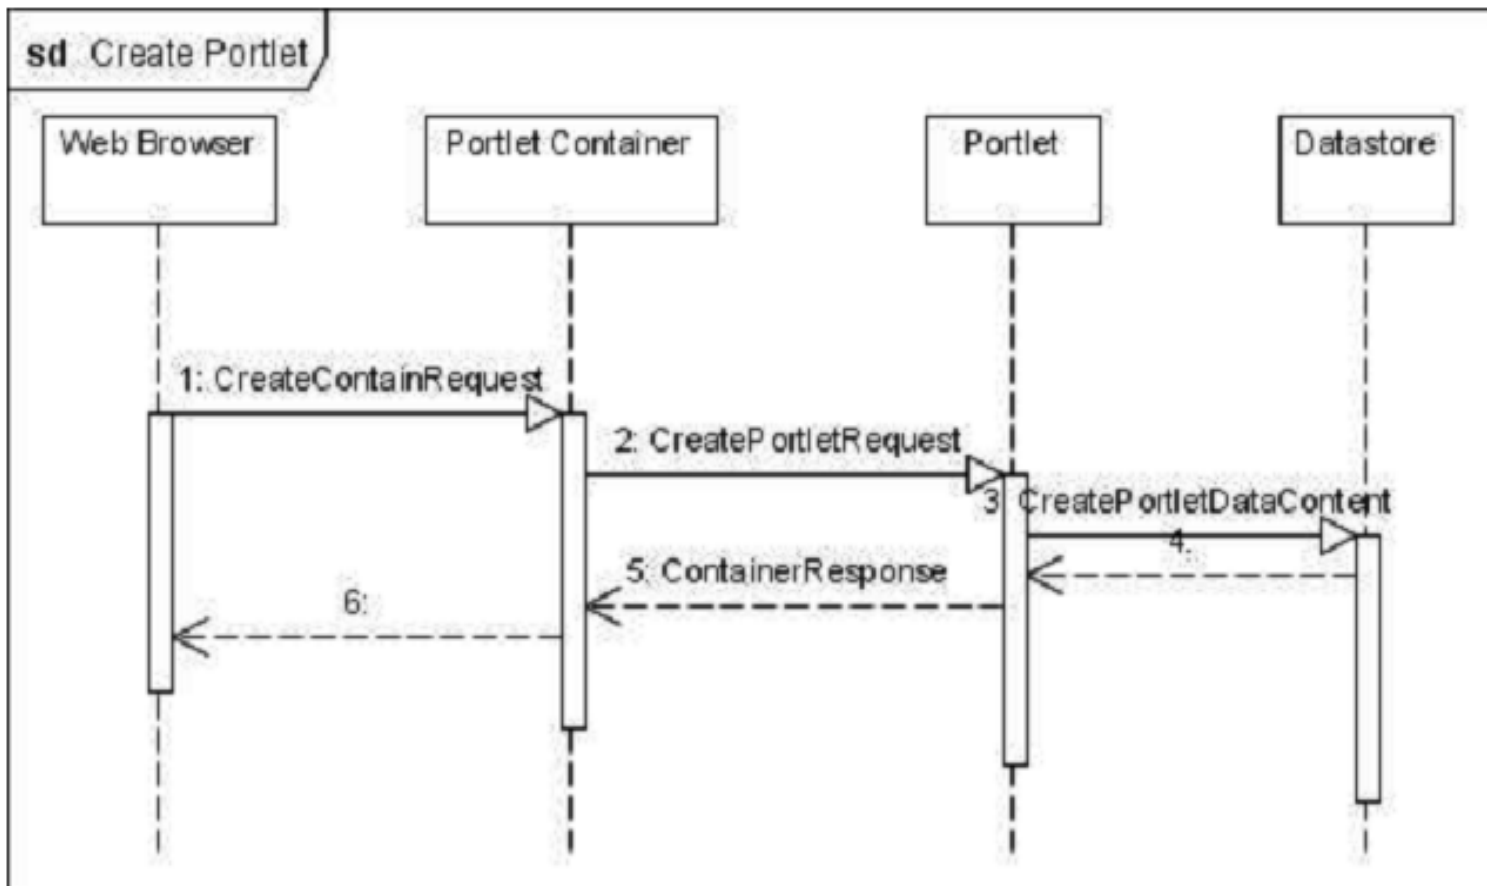 sd Create Portlet
Web Browser
Portlet Container
Portlet
Datastore
1: CreateContainRequest
2: CreatePortletRequest
3: CreatePortletDataContent
4:
5: ContainerResponse
6: